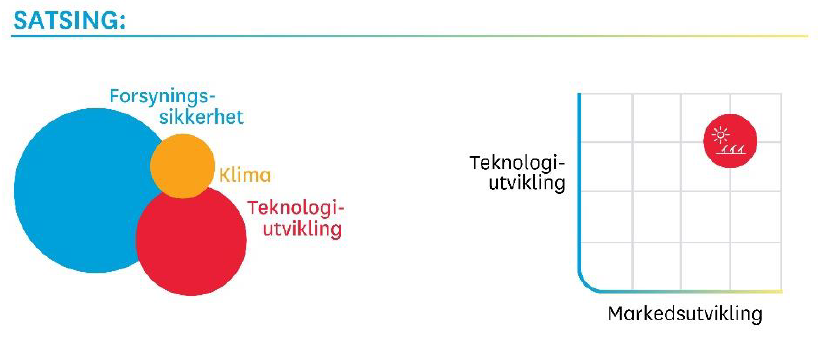 SATSING:
Forsynings-
sikkerhet
Klima
Teknologi-
utvikling
Teknologi-
utvikling
Markedsutvikling